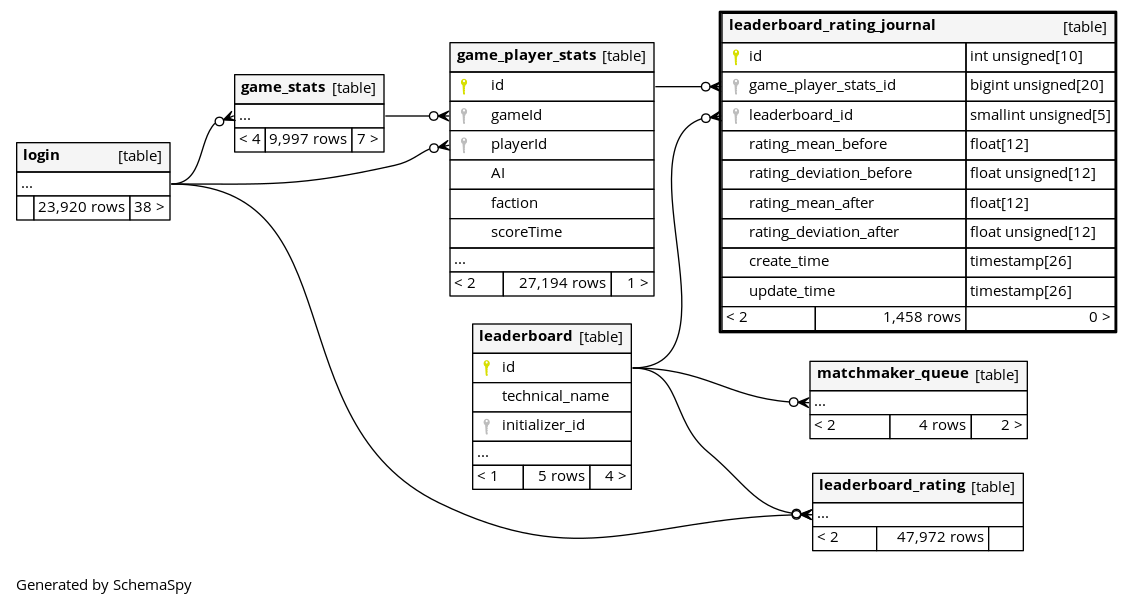 login [table]
...
23,920 rows 38 >
game_stats [table]
...
< 4 9,997 rows 7 >
game_player_stats [table]
id
gameId
playerId
AI
faction
scoreTime
...
< 2 27,194 rows 1 >
leaderboard_rating_journal [table]
id int unsigned[10]
game_player_stats_id bigint unsigned[20]
leaderboard_id smallint unsigned[5]
rating_mean_before float[12]
rating_deviation_before float unsigned[12]
rating_mean_after float[12]
rating_deviation_after float unsigned[12]
create_time timestamp[26]
update_time timestamp[26]
< 2 1,458 rows 0 >
leaderboard [table]
id
technical_name
initializer_id
...
< 1 5 rows 4 >
matchmaker_queue [table]
...
< 2 4 rows 2 >
leaderboard_rating [table]
...
< 2 47,972 rows
Generated by SchemaSpy